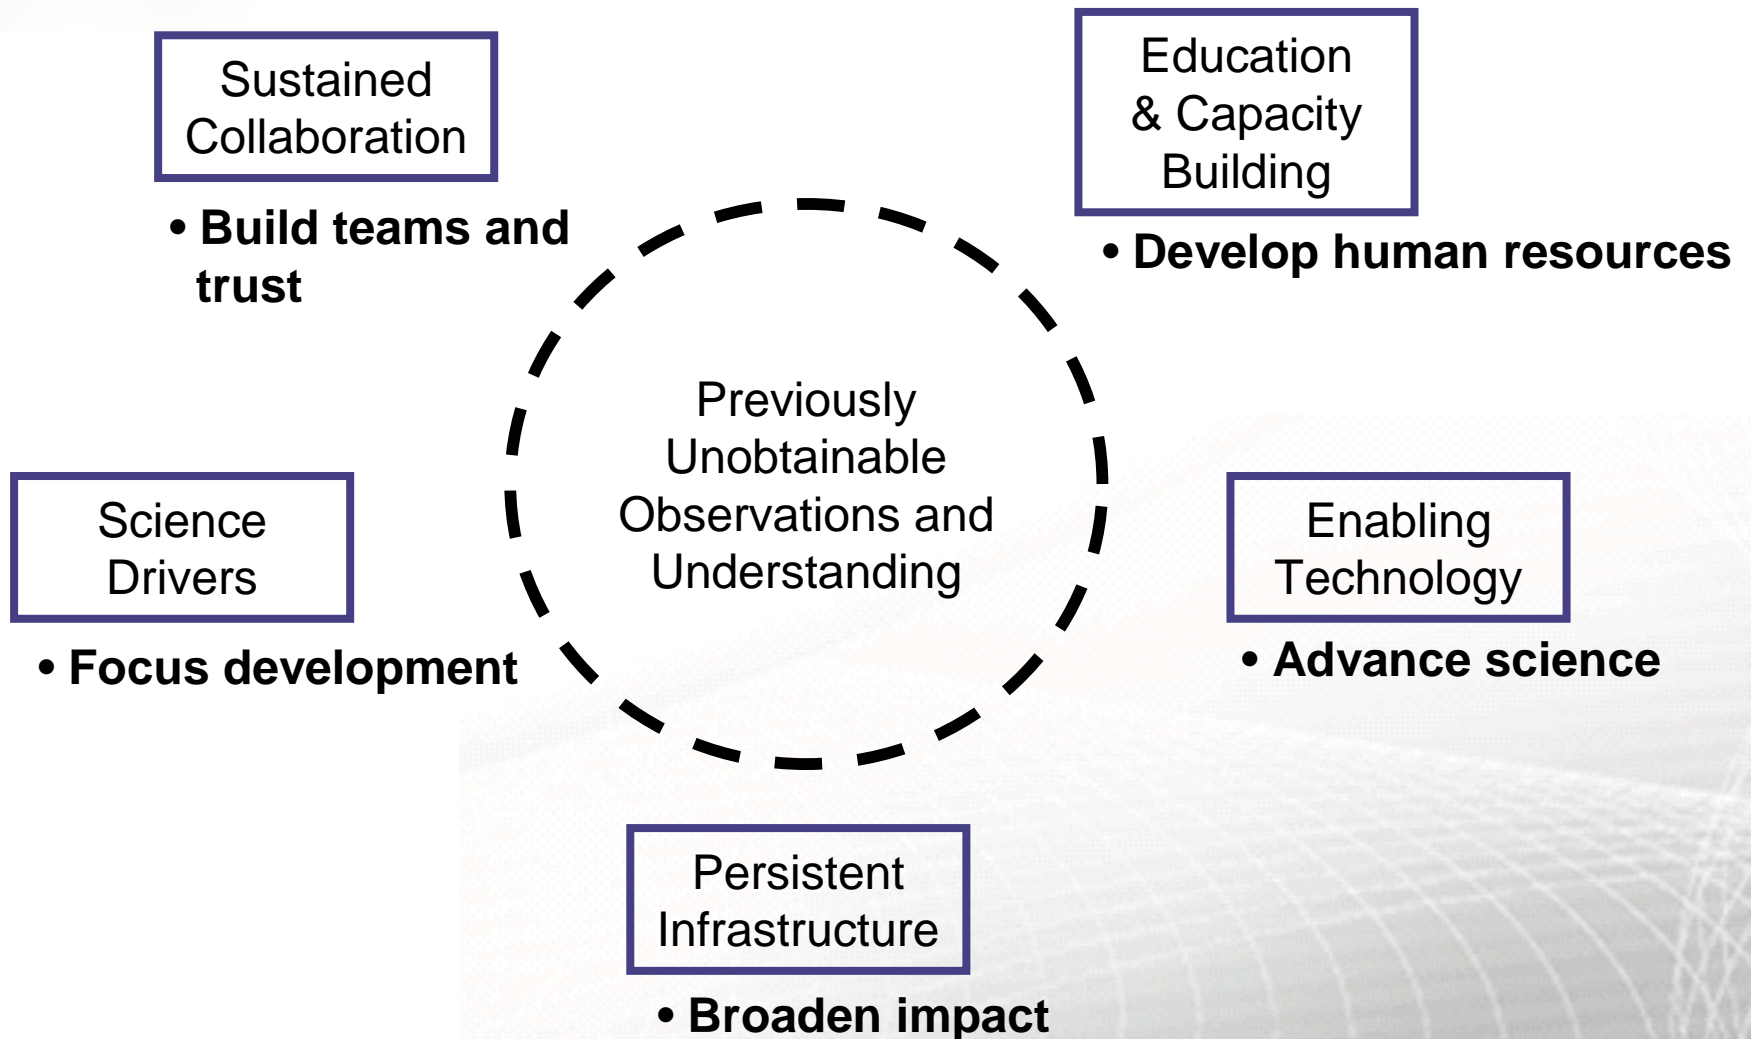 Sustained
Collaboration
• Build teams and
trust
Education
& Capacity
Building
• Develop human resources
Previously
Unobtainable
Observations and
Understanding
Science
Drivers
• Focus development
Enabling
Technology
• Advance science
Persistent
Infrastructure
• Broaden impact